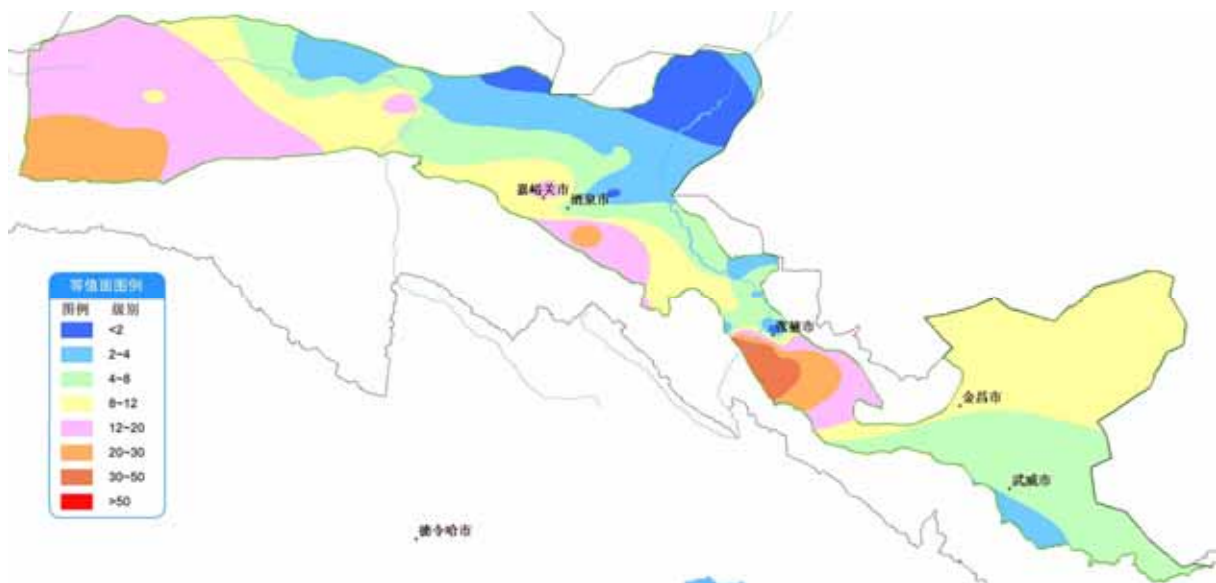 嘉峪关市
酒泉市
张掖市
金昌市
武威市
德令哈市
等值面图例
图例 级别
<2
2~4
4~8
8~12
12~20
20~30
30~50
>50